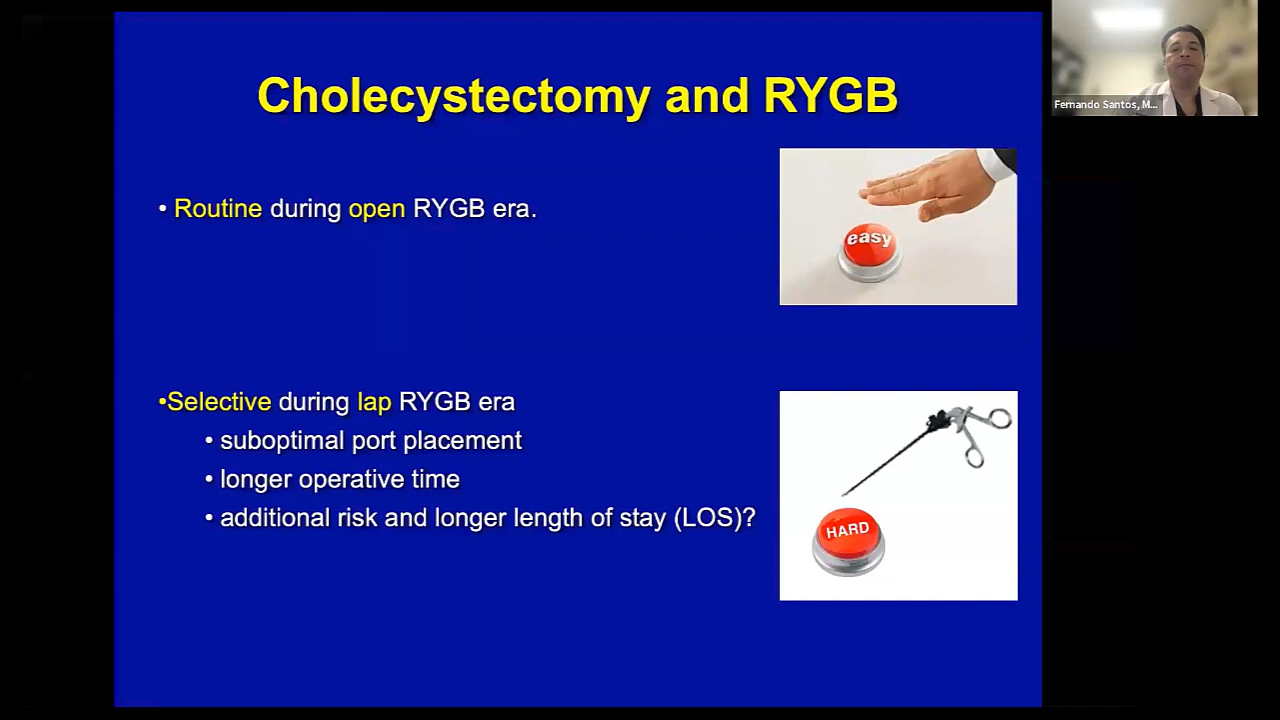 Cholecystectomy and RYGB
• Routine during open RYGB era.
easy
•Selective during lap RYGB era
• suboptimal port placement
• longer operative time
• additional risk and longer length of stay (LOS)?
HARD
Fernando Santos, M...